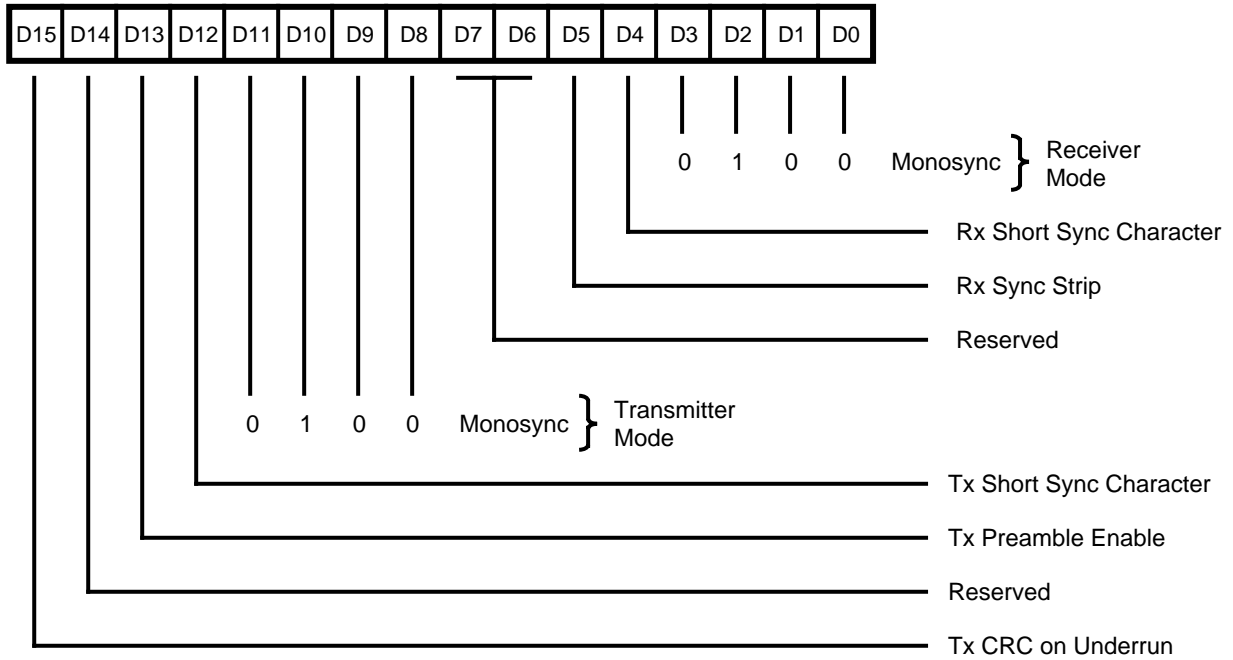 D15 D14 D13 D12 D11 D10 D9 D8 D7 D6 D5 D4 D3 D2 D1 D0
0 1 0 0 Monosync } Receiver
Mode
Rx Short Sync Character
Rx Sync Strip
Reserved
0 1 0 0 Monosync } Transmitter
Mode
Tx Short Sync Character
Tx Preamble Enable
Reserved
Tx CRC on Underrun